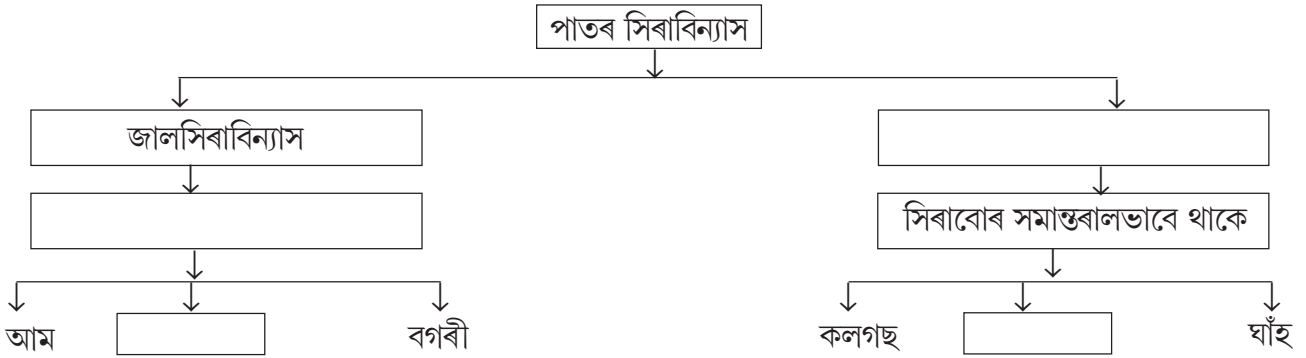 পাতৰ সিৰাবিন্যাস
জালসিৰাবিন্যাস
সিৰাবোৰ সমান্তৰালভাবে থাকে
আম
বগৰী
কলগছ
ঘাঁহ